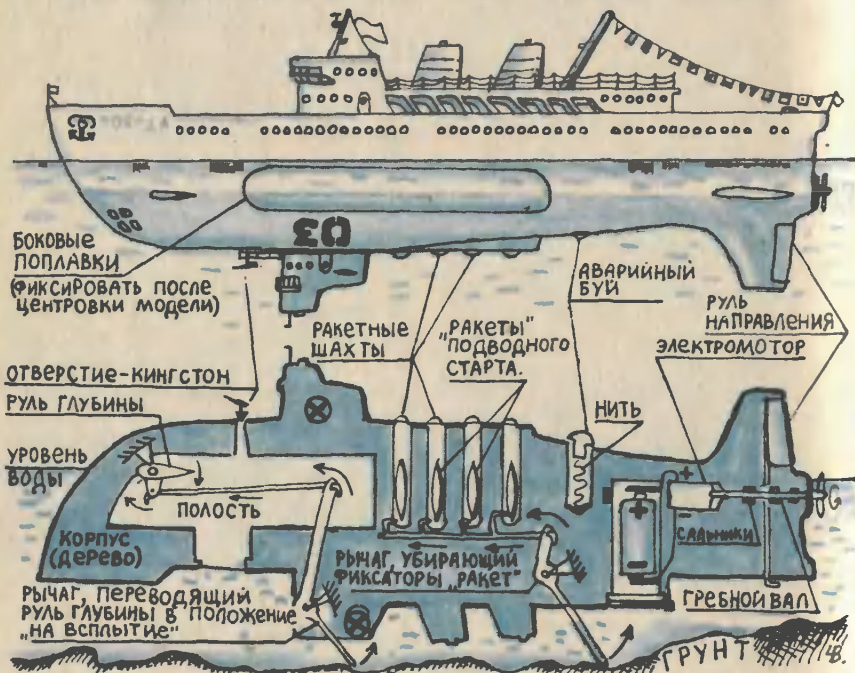 03
БОКОВЫЕ
ПОПЛАВКИ
(ФИКСИРОВАТЬ ПОСЛЕ
ЦЕНТРОВКИ МОДЕЛИ)
АВАРИЙНЫЙ
БУЙ
РУЛЬ
НАПРАВЛЕНИЯ
РАКЕТНЫЕ
ШАХТЫ
„РАКЕТЫ"
ПОДВОДНОГО
СТАРТА.
ЭЛЕКТРОМОТОР
ОТВЕРСТИЕ-КИНГСТОН
РУЛЬ ГЛУБИНЫ
НИТЬ
УРОВЕНЬ
ВОДЫ
ПОЛОСТЬ
САЛЬНИКИ
КОРПУС
(ДЕРЕВО)
РЫЧАГ, УБИРАЮЩИЙ
ФИКСАТОРЫ „РАКЕТ"
РЫЧАГ, ПЕРЕВОДЯЩИЙ
РУЛЬ ГЛУБИНЫ В ПОЛОЖЕНИЕ
„НА ВСПЛЫТИЕ"
ГРЕБНОЙ ВАЛ
ГРУНТ